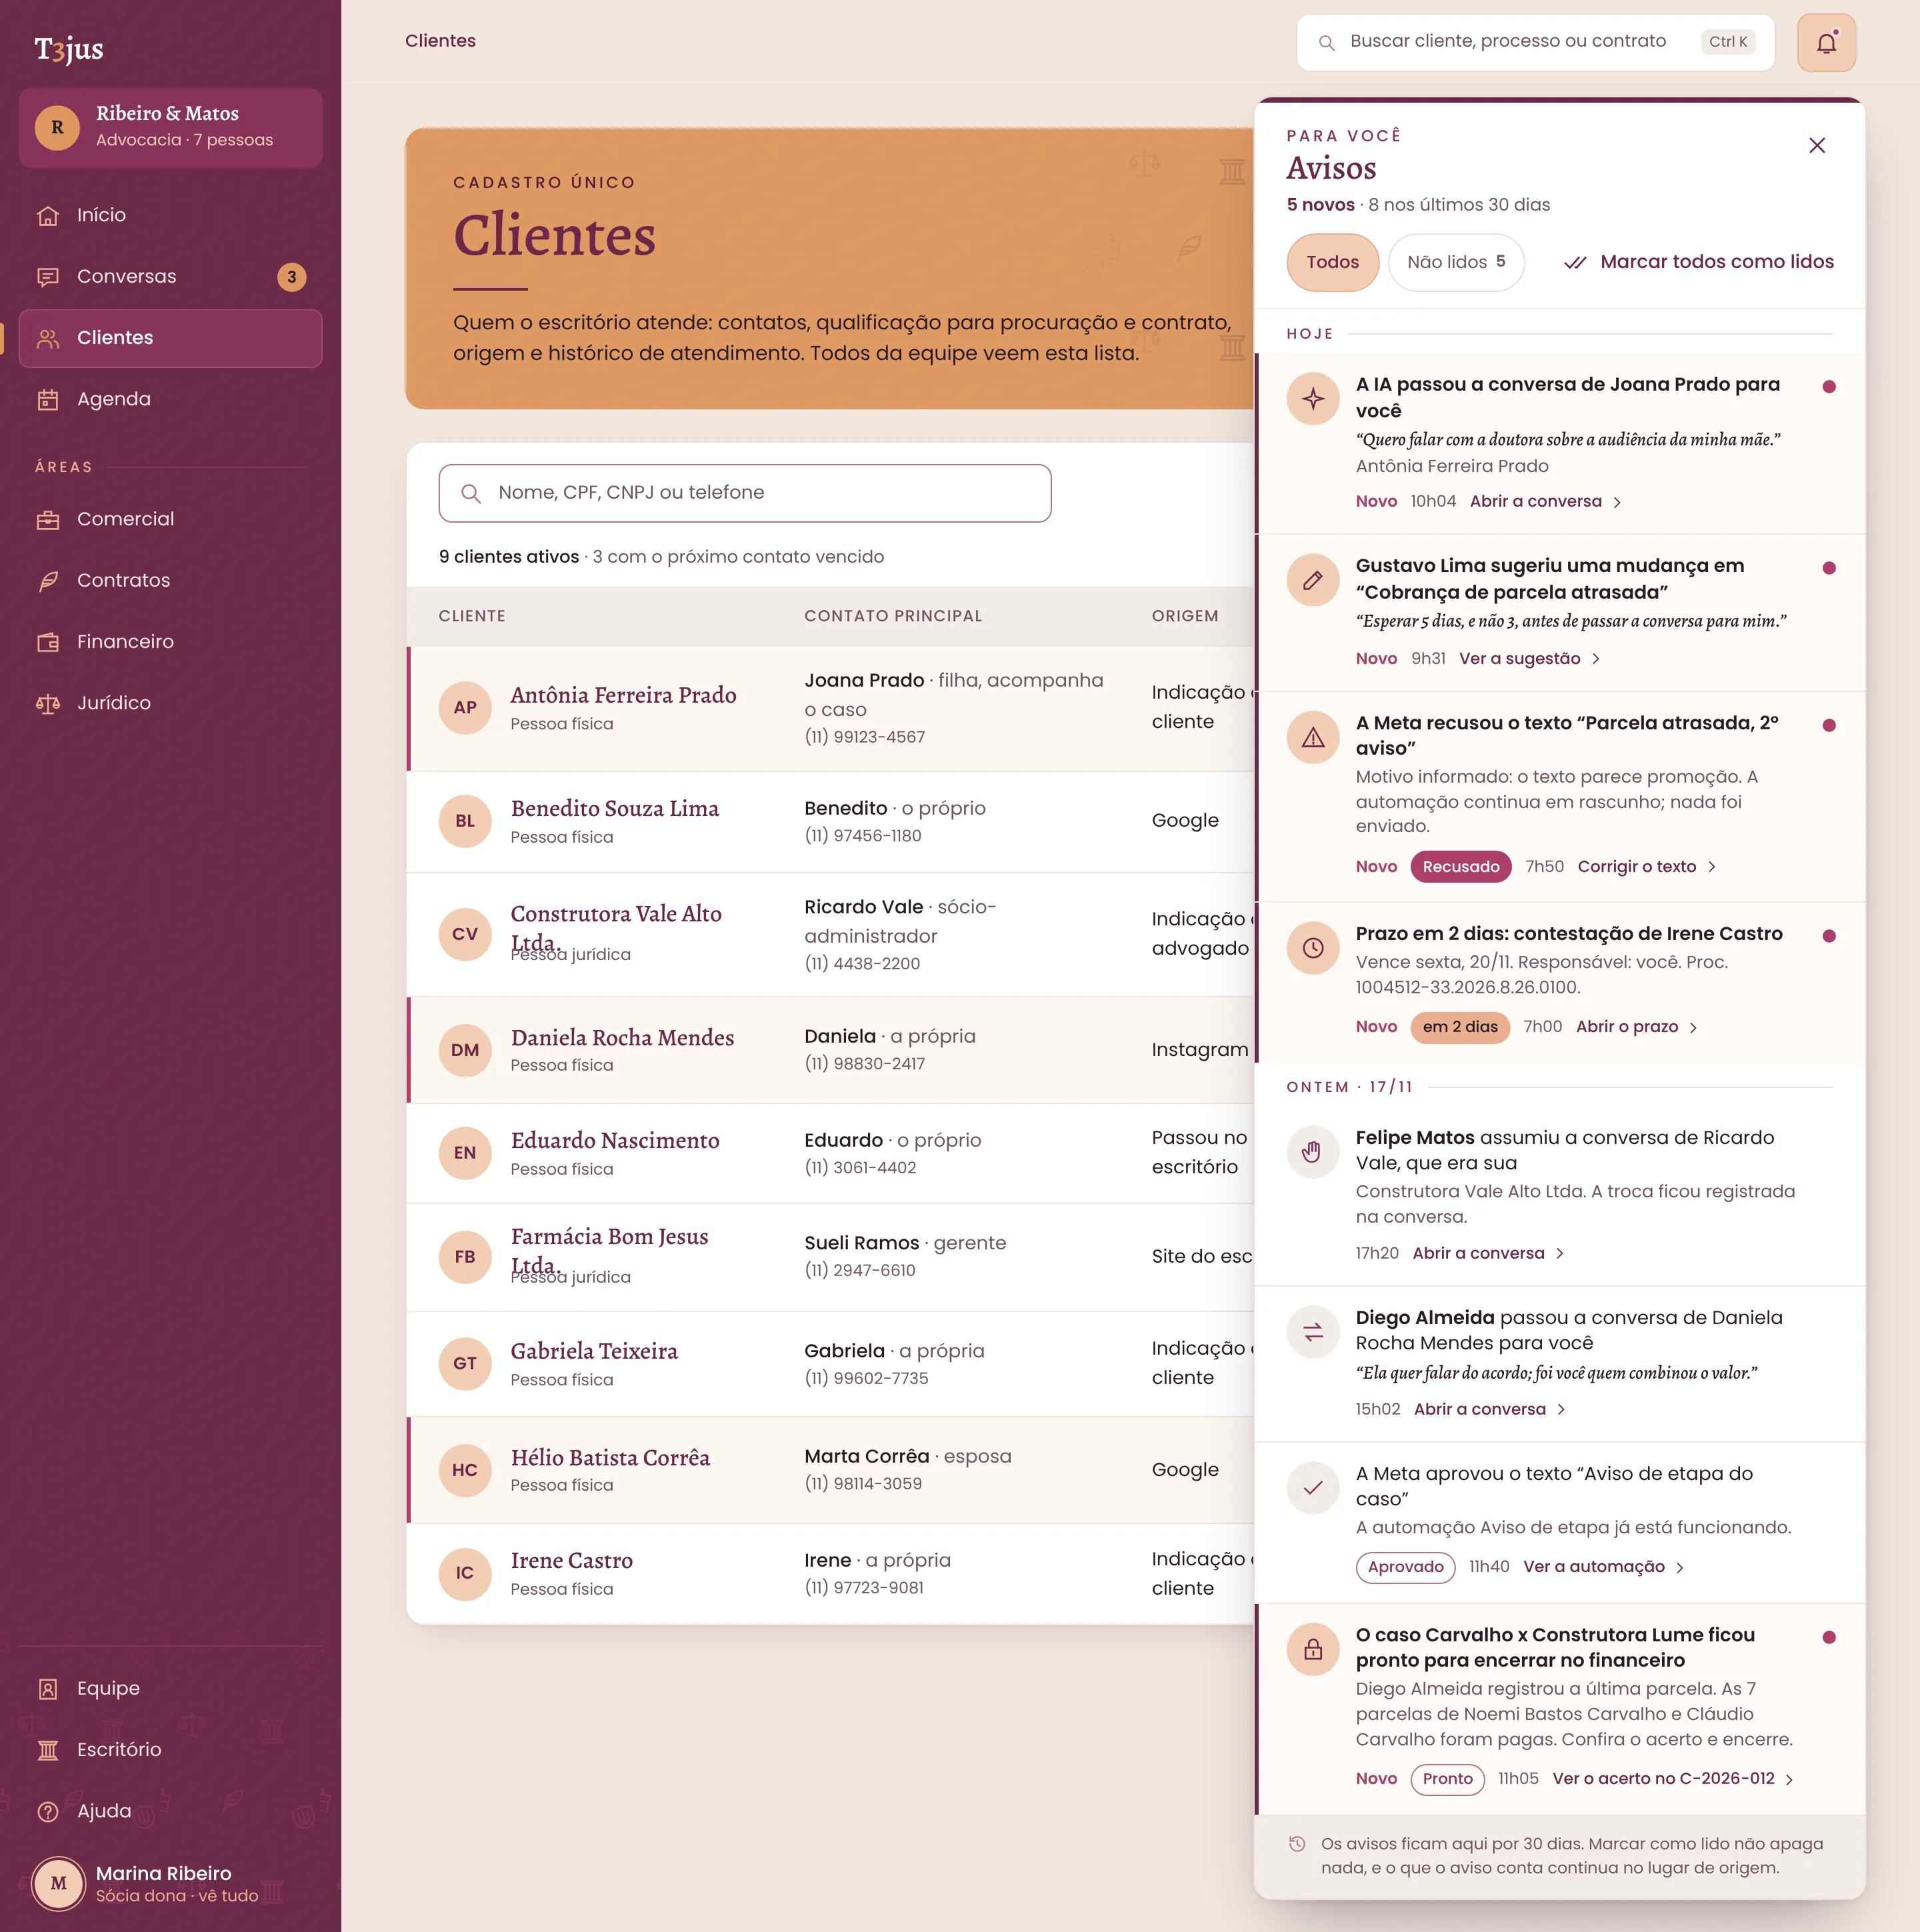 T3jus
R
Ribeiro & Matos
Advocacia · 7 pessoas
Início
Conversas
3
Clientes
Agenda
ÁREAS
Comercial
Contratos
Financeiro
Jurídico
Equipe
Escritório
Ajuda
M
Marina Ribeiro
Sócia dona · vê tudo
Clientes
Buscar cliente, processo ou contrato
Ctrl K
CADASTRO ÚNICO
Clientes
Quem o escritório atende: contatos, qualificação para procuração e contrato,
origem e histórico de atendimento. Todos da equipe veem esta lista.
Nome, CPF, CNPJ ou telefone
9 clientes ativos · 3 com o próximo contato vencido
CLIENTE
CONTATO PRINCIPAL
ORIGEM
AP
Antônia Ferreira Prado
Pessoa física
Joana Prado · filha, acompanha
o caso
(11) 99123-4567
Indicação
cliente
BL
Benedito Souza Lima
Pessoa física
Benedito · o próprio
(11) 97456-1180
Google
CV
Construtora Vale Alto
Ltda.
Pessoa jurídica
Ricardo Vale · sócio-
administrador
(11) 4438-2200
Indicação
advogado
DM
Daniela Rocha Mendes
Pessoa física
Daniela · a própria
(11) 98830-2417
Instagram
EN
Eduardo Nascimento
Pessoa física
Eduardo · o próprio
(11) 3061-4402
Passou no
escritório
FB
Farmácia Bom Jesus
Ltda.
Pessoa jurídica
Sueli Ramos · gerente
(11) 2947-6610
Site do esc
GT
Gabriela Teixeira
Pessoa física
Gabriela · a própria
(11) 99602-7735
Indicação
cliente
HC
Hélio Batista Corrêa
Pessoa física
Marta Corrêa · esposa
(11) 98114-3059
Google
IC
Irene Castro
Pessoa física
Irene · a própria
(11) 97723-9081
Indicação
cliente
PARA VOCÊ
Avisos
5 novos · 8 nos últimos 30 dias
Todos
Não lidos 5
Marcar todos como lidos
HOJE
A IA passou a conversa de Joana Prado para
você
“Quero falar com a doutora sobre a audiência da minha mãe.”
Antônia Ferreira Prado
Novo 10h04 Abrir a conversa
Gustavo Lima sugeriu uma mudança em
“Cobrança de parcela atrasada”
“Esperar 5 dias, e não 3, antes de passar a conversa para mim.”
Novo 9h31 Ver a sugestão
A Meta recusou o texto “Parcela atrasada, 2º
aviso”
Motivo informado: o texto parece promoção. A
automação continua em rascunho; nada foi
enviado.
Novo Recusado 7h50 Corrigir o texto
Prazo em 2 dias: contestação de Irene Castro
Vence sexta, 20/11. Responsável: você. Proc.
1004512-33.2026.8.26.0100.
Novo em 2 dias 7h00 Abrir o prazo
ONTEM · 17/11
Felipe Matos assumiu a conversa de Ricardo
Vale, que era sua
Construtora Vale Alto Ltda. A troca ficou registrada
na conversa.
17h20 Abrir a conversa
Diego Almeida passou a conversa de Daniela
Rocha Mendes para você
“Ela quer falar do acordo; foi você quem combinou o valor.”
15h02 Abrir a conversa
A Meta aprovou o texto “Aviso de etapa do
caso”
A automação Aviso de etapa já está funcionando.
Aprovado 11h40 Ver a automação
O caso Carvalho x Construtora Lume ficou
pronto para encerrar no financeiro
Diego Almeida registrou a última parcela. As 7
parcelas de Noemi Bastos Carvalho e Cláudio
Carvalho foram pagas. Confira o acerto e encerre.
Novo Pronto 11h05 Ver o acerto no C-2026-012
Os avisos ficam aqui por 30 dias. Marcar como lido não apaga
nada, e o que o aviso conta continua no lugar de origem.